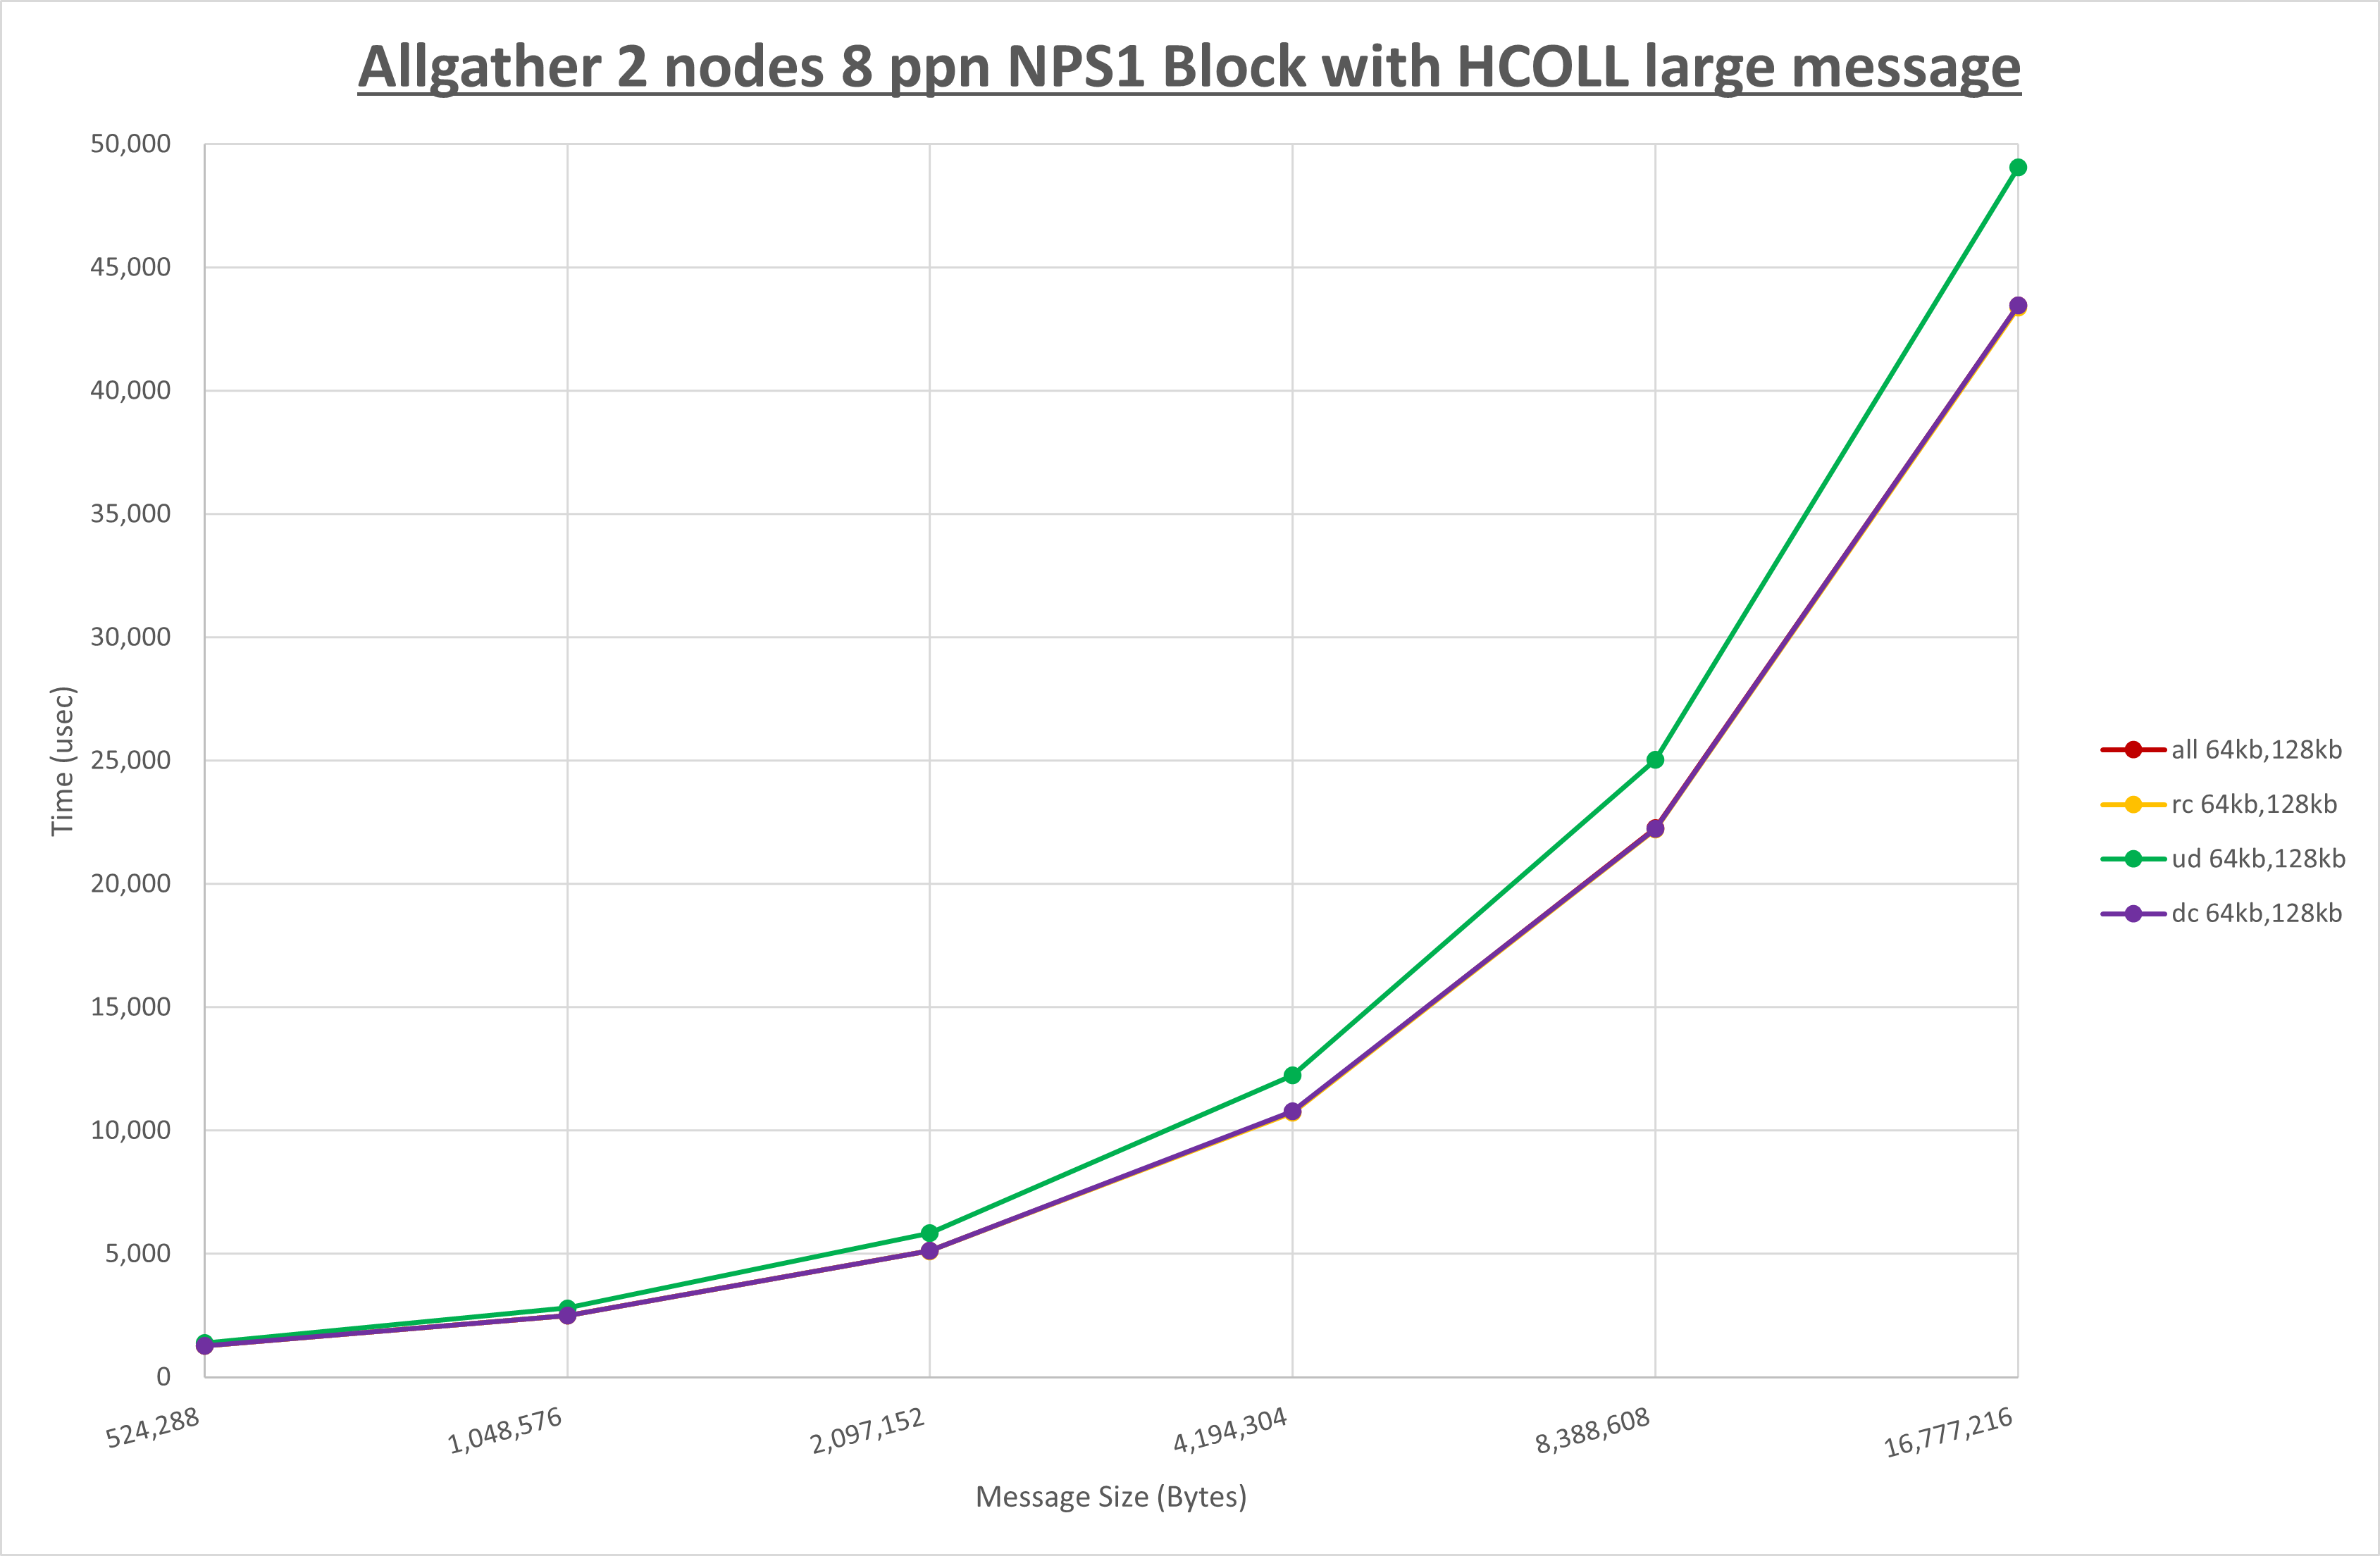 Allgather 2 nodes 8 ppn NPS1 Block with HCOLL large message
50,000
45,000
40,000
35,000
30,000
25,000
20,000
15,000
10,000
5,000
0
Time (usec)
524,288
1,048,576
2,097,152
4,194,304
8,388,608
16,777,216
Message Size (Bytes)
all 64kb,128kb
rc 64kb,128kb
ud 64kb,128kb
dc 64kb,128kb